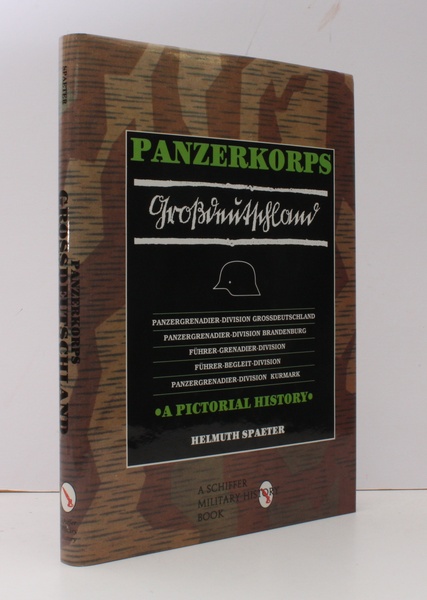 PANZERKORPS
Großdeutschland
PANZERGRENADIER-DIVISION GROSSDEUTSCHLAND
PANZERGRENADIER-DIVISION BRANDENBURG
FÜHRER-GRENADIER-DIVISION
FÜHRER-BEGLEIT-DIVISION
PANZERGRENADIER-DIVISION KURMARK
•A PICTORIAL HISTORY•
HELMUTH SPAETER
A SCHIFFER
MILITARY HISTORY
BOOK
SPAETER
PANZERKORPS
GROSSDEUTSCHLAND